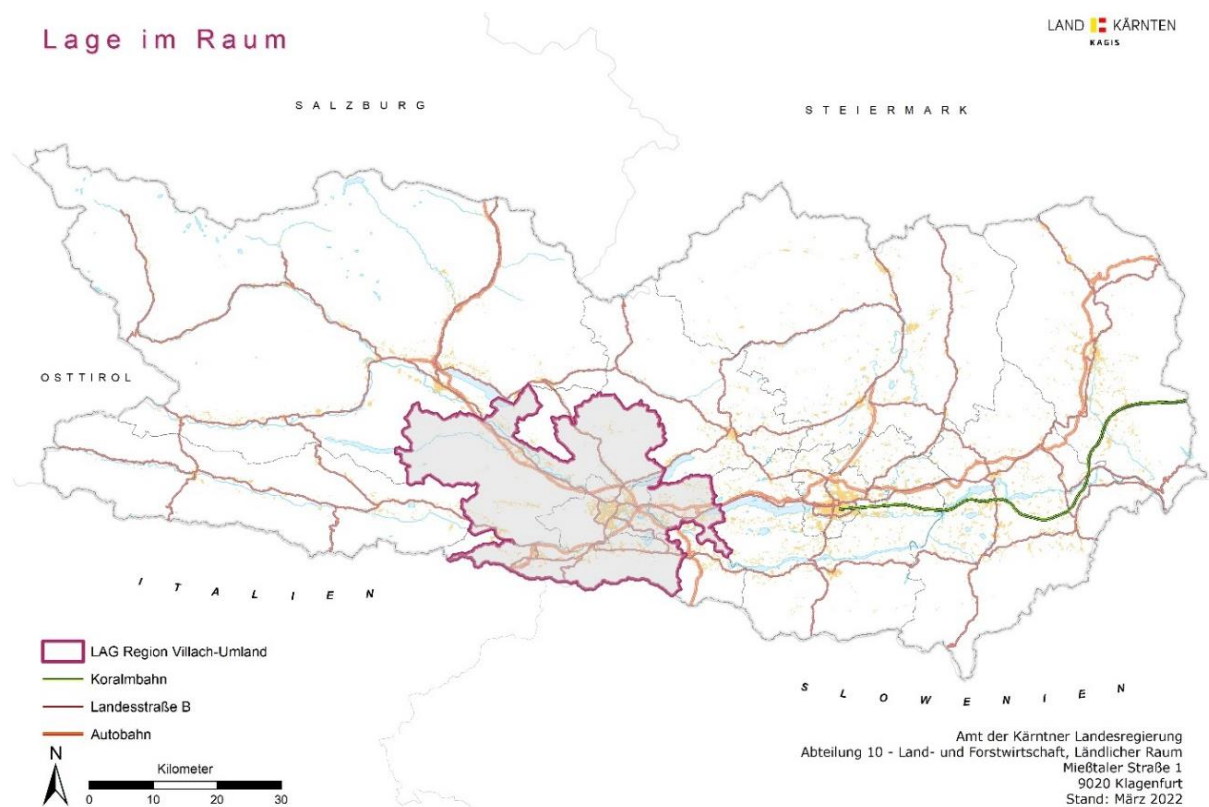 Lage im Raum
LAND KÄRNTEN
KAGIS
SALZBURG
STEIERMARK
OSTTIROL
ITALIEN
SLOWENIEN
LAG Region Villach-Umland
Koralmbahn
Landesstraße B
Autobahn
N
Kilometer
0 10 20 30
Amt der Kärntner Landesregierung
Abteilung 10 - Land- und Forstwirtschaft, Ländlicher Raum
Mießtaler Straße 1
9020 Klagenfurt
Stand: März 2022